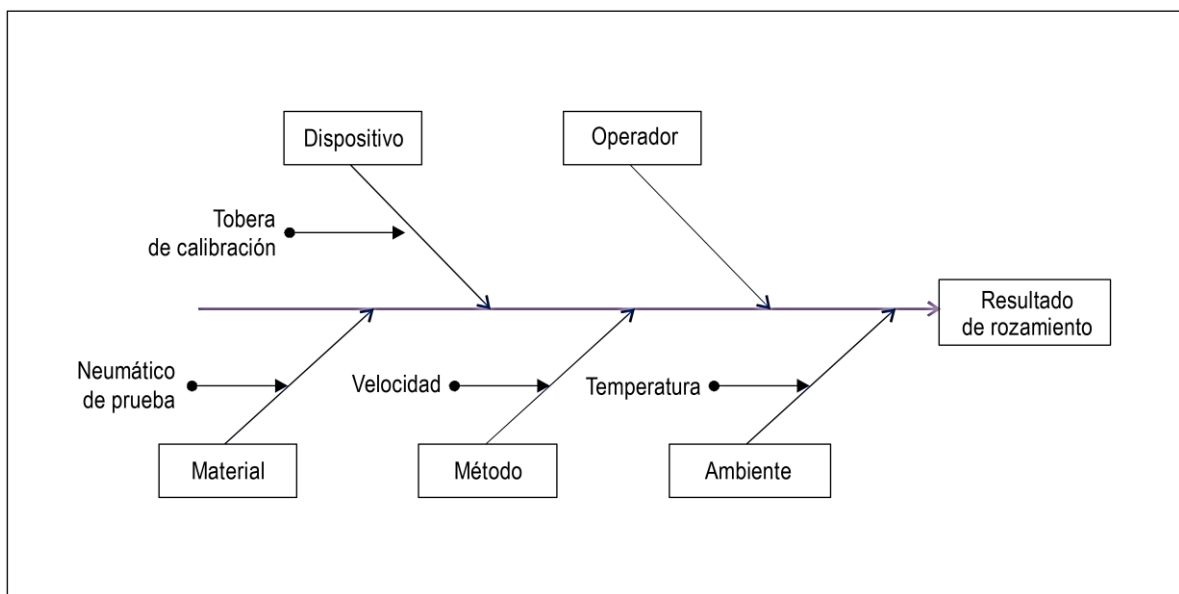 Dispositivo
Operador
Tobera
de calibración
Resultado
de rozamiento
Neumático
de prueba
Velocidad
Temperatura
Material
Método
Ambiente